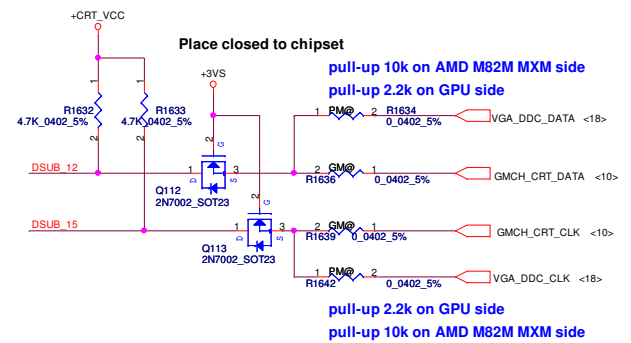 +CRT_VCC
Place closed to chipset
pull-up 10k on AMD M82M MXM side
+3VS
pull-up 2.2k on GPU side
1 1
R1632 R1633
4.7K_0402_5% 4.7K_0402_5%
2 2
1 PM@ 2 R1634
0_0402_5% VGA_DDC_DATA <18>
2 G
DSUB_12 1 3 2 GM@ 1
D S R1636 0_0402_5% GMCH_CRT_DATA <10>
Q112
2N7002_SOT23
2 G
DSUB_15 1 3 2 GM@ 1
D S R1639 0_0402_5% GMCH_CRT_CLK <10>
Q113
2N7002_SOT23
1 PM@ 2
R1642 0_0402_5% VGA_DDC_CLK <18>
pull-up 2.2k on GPU side
pull-up 10k on AMD M82M MXM side